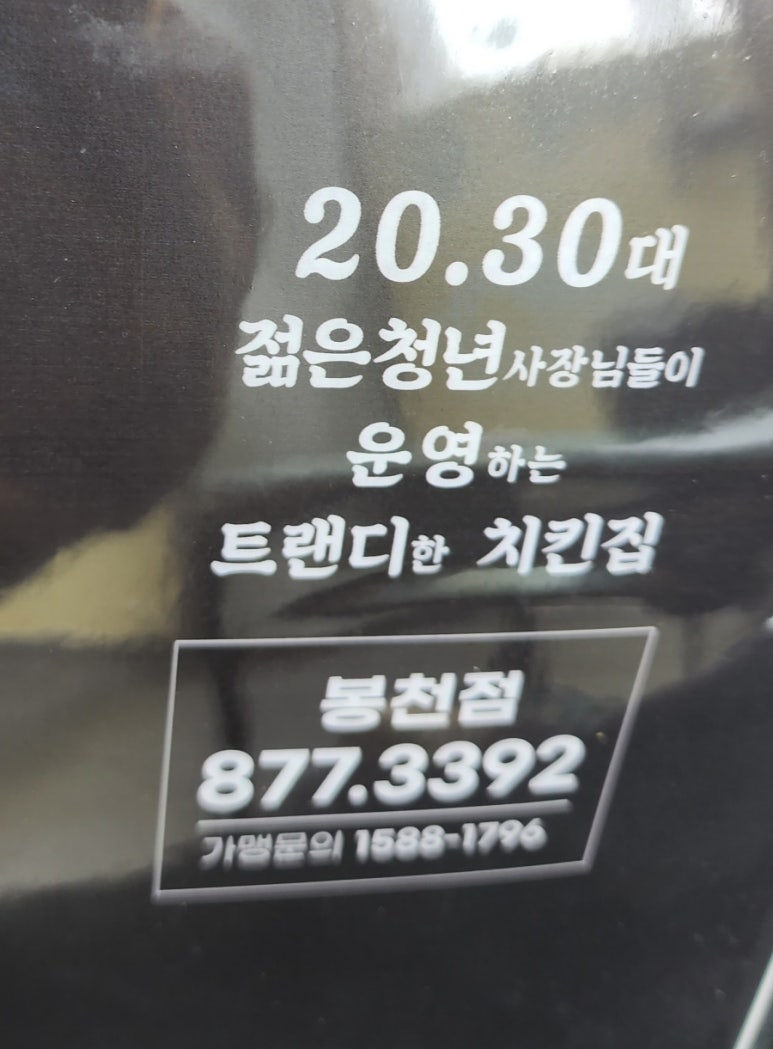 20.30대
젊은청년사장님들이
운영하는
트랜디한 치킨집
봉천점
877.3392
가맹문의 1588-1796